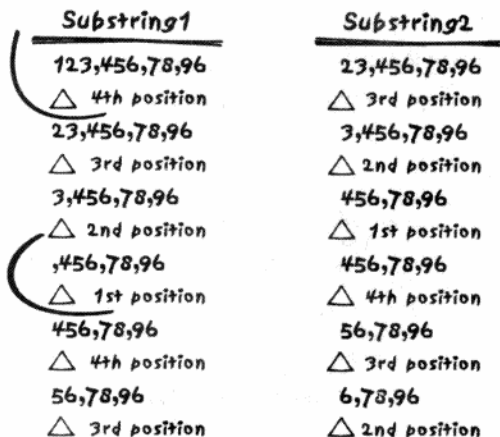 Substring1
123,456,78,96
△ 4th position
23,456,78,96
△ 3rd position
3,456,78,96
△ 2nd position
,456,78,96
△ 1st position
456,78,96
△ 4th position
56,78,96
△ 3rd position
Substring2
23,456,78,96
△ 3rd position
3,456,78,96
△ 2nd position
456,78,96
△ 1st position
456,78,96
△ 4th position
56,78,96
△ 3rd position
6,78,96
△ 2nd position